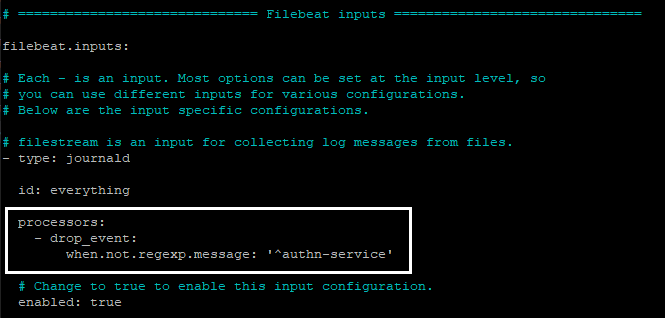 # ============================== Filebeat inputs ===============================
filebeat.inputs:
# Each - is an input. Most options can be set at the input level, so
# you can use different inputs for various configurations.
# Below are the input specific configurations.
# filestream is an input for collecting log messages from files.
- type: journald
id: everything
processors:
- drop_event:
when.not.regexp.message: '^authn-service'
# Change to true to enable this input configuration.
enabled: true